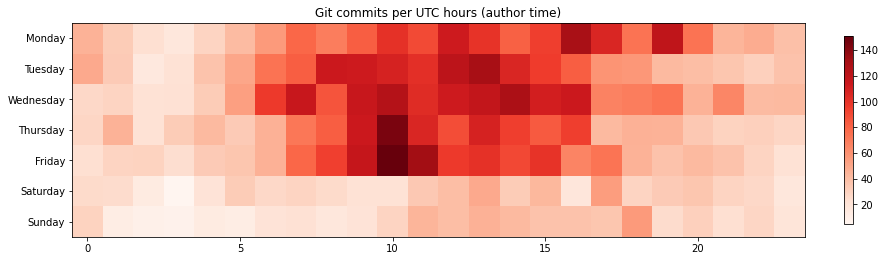 Git commits per UTC hours (author time)
Monday
Tuesday
Wednesday
Thursday
Friday
Saturday
Sunday
0 5 10 15 20
140
120
100
80
60
40
20